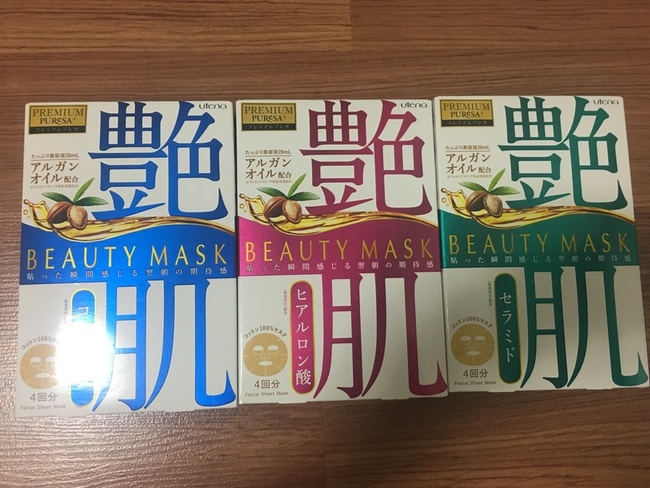 utena
PREMIUM
PURESA
プレミアムプレサ
艶
たっぷり美容液28mL
アルガン
オイル配合
BEAUTY MASK
貼った瞬間感じる翌朝の期待感
肌
コ
コットン100%マスク
4回分
Facial Sheet Mask
utena
PREMIUM
PURESA
プレミアムプレサ
艶
たっぷり美容液28mL
アルガン
オイル配合
BEAUTY MASK
貼った瞬間感じる翌朝の期待感
肌
ヒアルロン酸
コットン100%マスク
4回分
Facial Sheet Mask
utena
PREMIUM
PURESA
プレミアムプレサ
艶
たっぷり美容液28mL
アルガン
オイル配合
BEAUTY MASK
貼った瞬間感じる翌朝の期待感
肌
セラミド
コットン100%マスク
4回分
Facial Sheet Mask